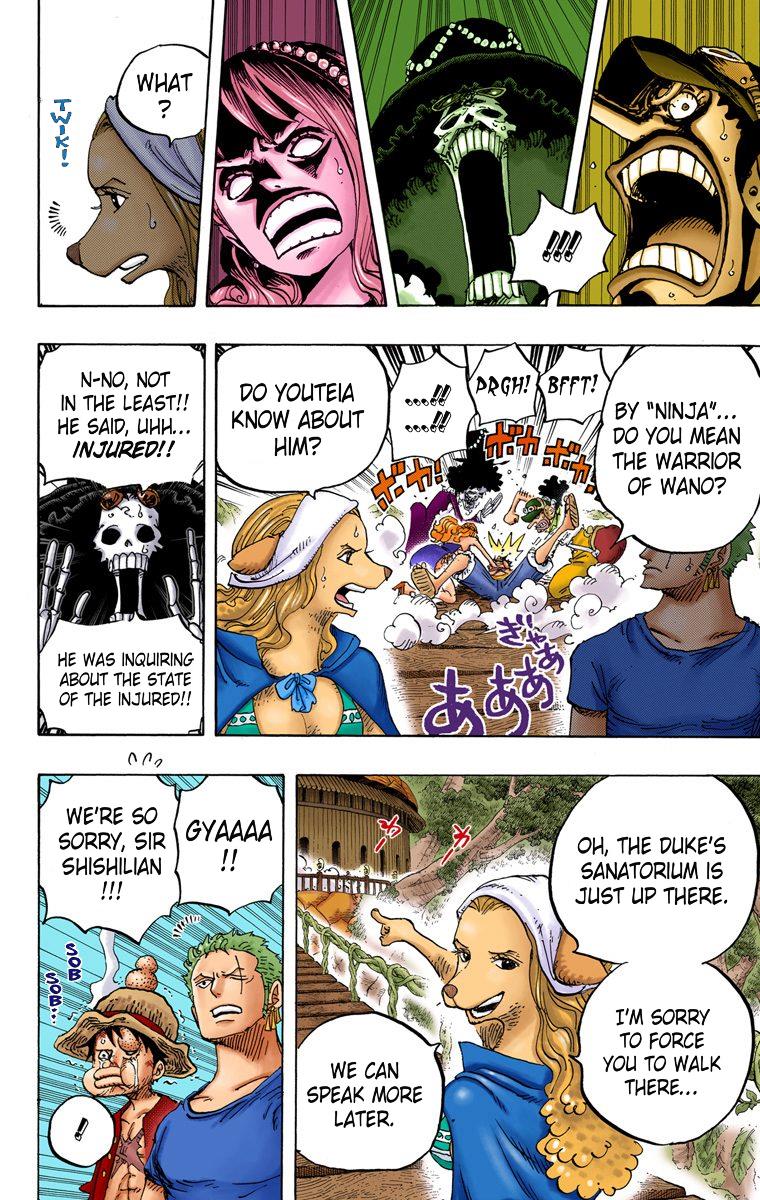 !!!
WHAT
?
TWIK!
BY “NINJA”...
DO YOU MEAN
THE WARRIOR
OF WANO?
BFFT!
DRGH!
...!!
...!!
ボカ ボカ!
ボカ!
ぎゃあ
あああ
DO YOUTEIA
KNOW ABOUT
HIM?
N-NO, NOT
IN THE LEAST!!
HE SAID, UHH...
INJURED!!
HE WAS INQUIRING
ABOUT THE STATE
OF THE INJURED!!
OH, THE DUKE'S
SANATORIUM IS
JUST UP THERE.
I'M SORRY
TO FORCE
YOU TO WALK
THERE...
WE CAN
SPEAK MORE
LATER.
わ
わ
GYAAAA
!!
WE'RE SO
SORRY, SIR
SHISHILIAN
!!!
SOB
SOB!
!!